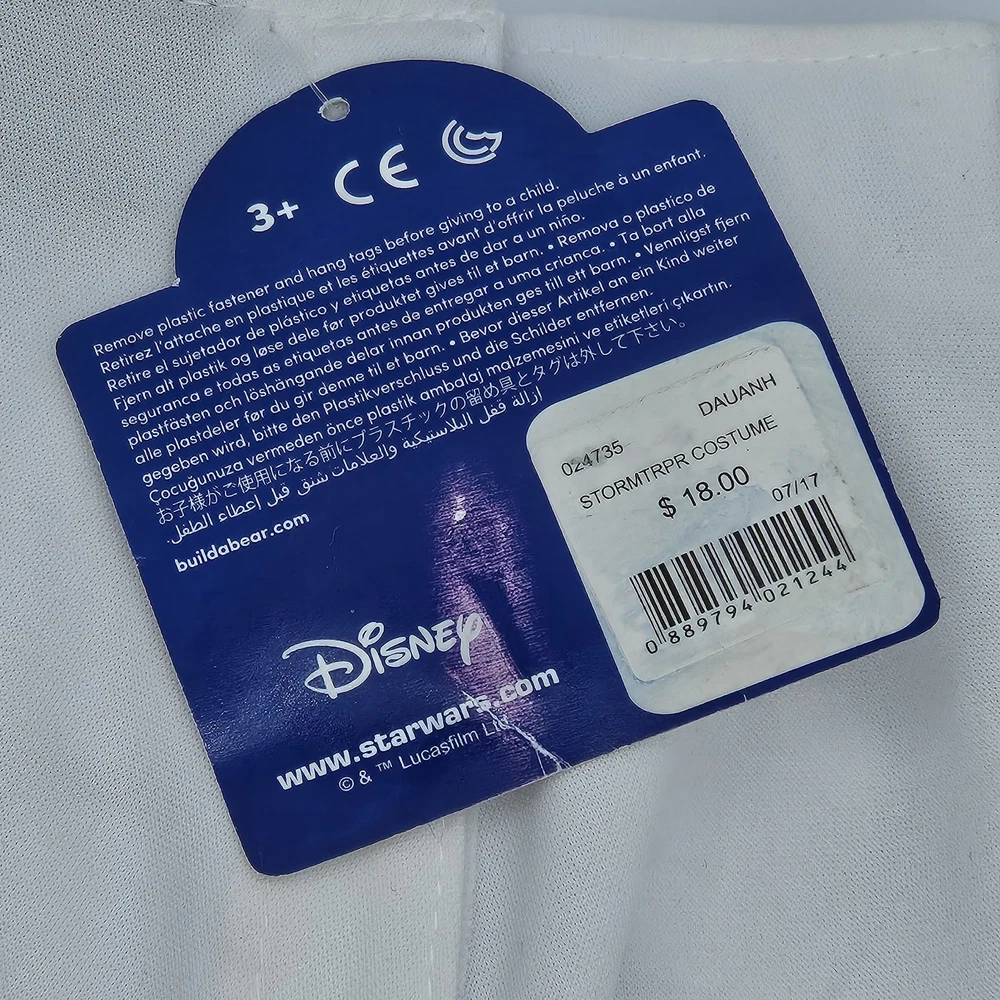 3+ CE
Remove plastic fastener and hang tags before giving to a child.
Retirez l'attache en plastique et les étiquettes avant d'offrir la peluche à un enfant.
Retire el sujetador de plástico y etiquetas antes de dar a un niño.
Fjern alt plastik og løse dele før produktet gives til et barn. • Remova o plastico de
seguranca e todas as etiquetas antes de entregar a uma crianca. • Ta bort alla
plastfästen och löshängande delar innan produkten ges till ett barn. • Vennligst fjern
alle plastdeler før du gir denne til et barn. • Bevor dieser Artikel an ein Kind weiter
gegeben wird, bitte den Plastikverschluss und die Schilder entfernen.
Çocuğunuza vermeden önce plastik ambalaj malzemesini ve etiketleri çıkartın.
お子様がご使用になる前にプラスチックの留め具とタグは外して下さい。
إزالة قفل البلاستيكية والعلامات شنق قبل إعطاء الطفل.
buildabear.com
DISNEY
www.starwars.com
© & ™ Lucasfilm Ltd
DAUANH
024735
STORMTRPR COSTUME
$ 18.00
07/17
0 889794 021244